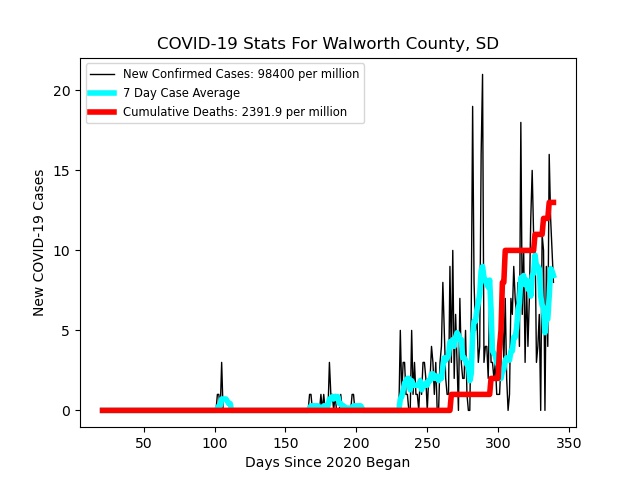 COVID-19 Stats For Walworth County, SD
New Confirmed Cases: 98400 per million
7 Day Case Average
Cumulative Deaths: 2391.9 per million
New COVID-19 Cases
20
15
10
5
0
50 100 150 200 250 300 350
Days Since 2020 Began